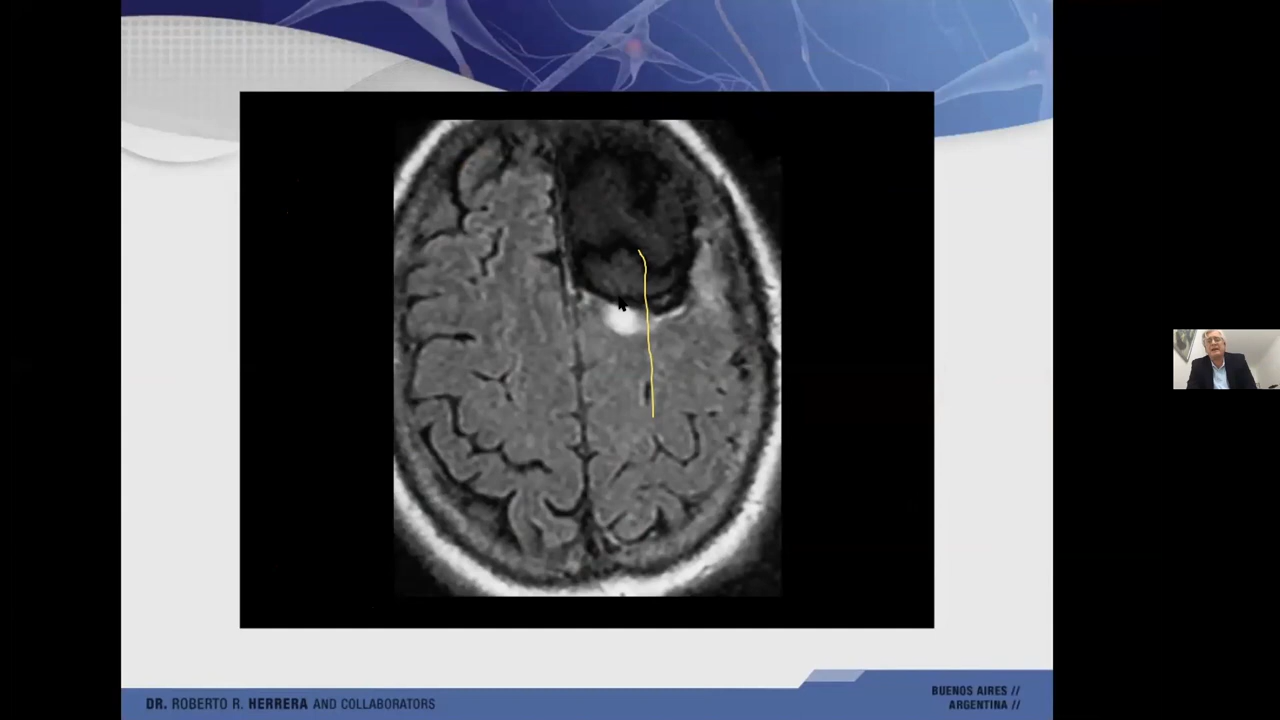 DR. ROBERTO R. HERRERA AND COLLABORATORS
BUENOS AIRES //
ARGENTINA //